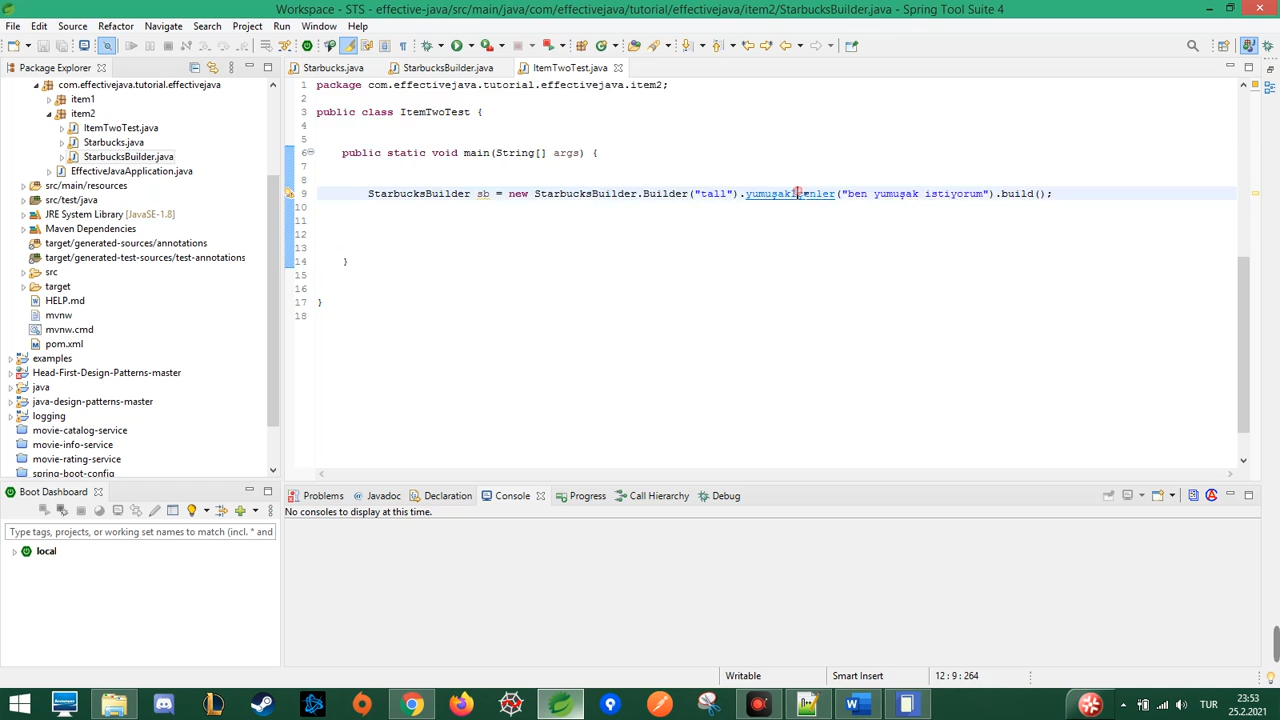 Workspace - STS - effective-java/src/main/java/com/effectivejava/tutorial/effectivejava/item2/StarbucksBuilder.java - Spring Tool Suite 4
File Edit Source Refactor Navigate Search Project Run Window Help
Package Explorer
Starbucks.java StarbucksBuilder.java ItemTwoTest.java
com.effectivejava.tutorial.effectivejava
item1
item2
ItemTwoTest.java
Starbucks.java
StarbucksBuilder.java
EffectiveJavaApplication.java
src/main/resources
src/test/java
JRE System Library [JavaSE-1.8]
Maven Dependencies
target/generated-sources/annotations
target/generated-test-sources/test-annotations
src
target
HELP.md
mvnw
mvnw.cmd
pom.xml
examples
Head-First-Design-Patterns-master
java
java-design-patterns-master
logging
movie-catalog-service
movie-info-service
movie-rating-service
spring-boot-config
1 package com.effectivejava.tutorial.effectivejava.item2;
2
3 public class ItemTwoTest {
4
5
6 public static void main(String[] args) {
7
8
9 StarbucksBuilder sb = new StarbucksBuilder.Builder("tall").yumuşakİçenler("ben yumuşak istiyorum").build();
10
11
12
13
14 }
15
16
17 }
18
Boot Dashboard
Type tags, projects, or working set names to match (incl. * and
local
Problems Javadoc Declaration Console Progress Call Hierarchy Debug
No consoles to display at this time.
Writable Smart Insert 12 : 9 : 264
TUR 23:53
25.2.2021